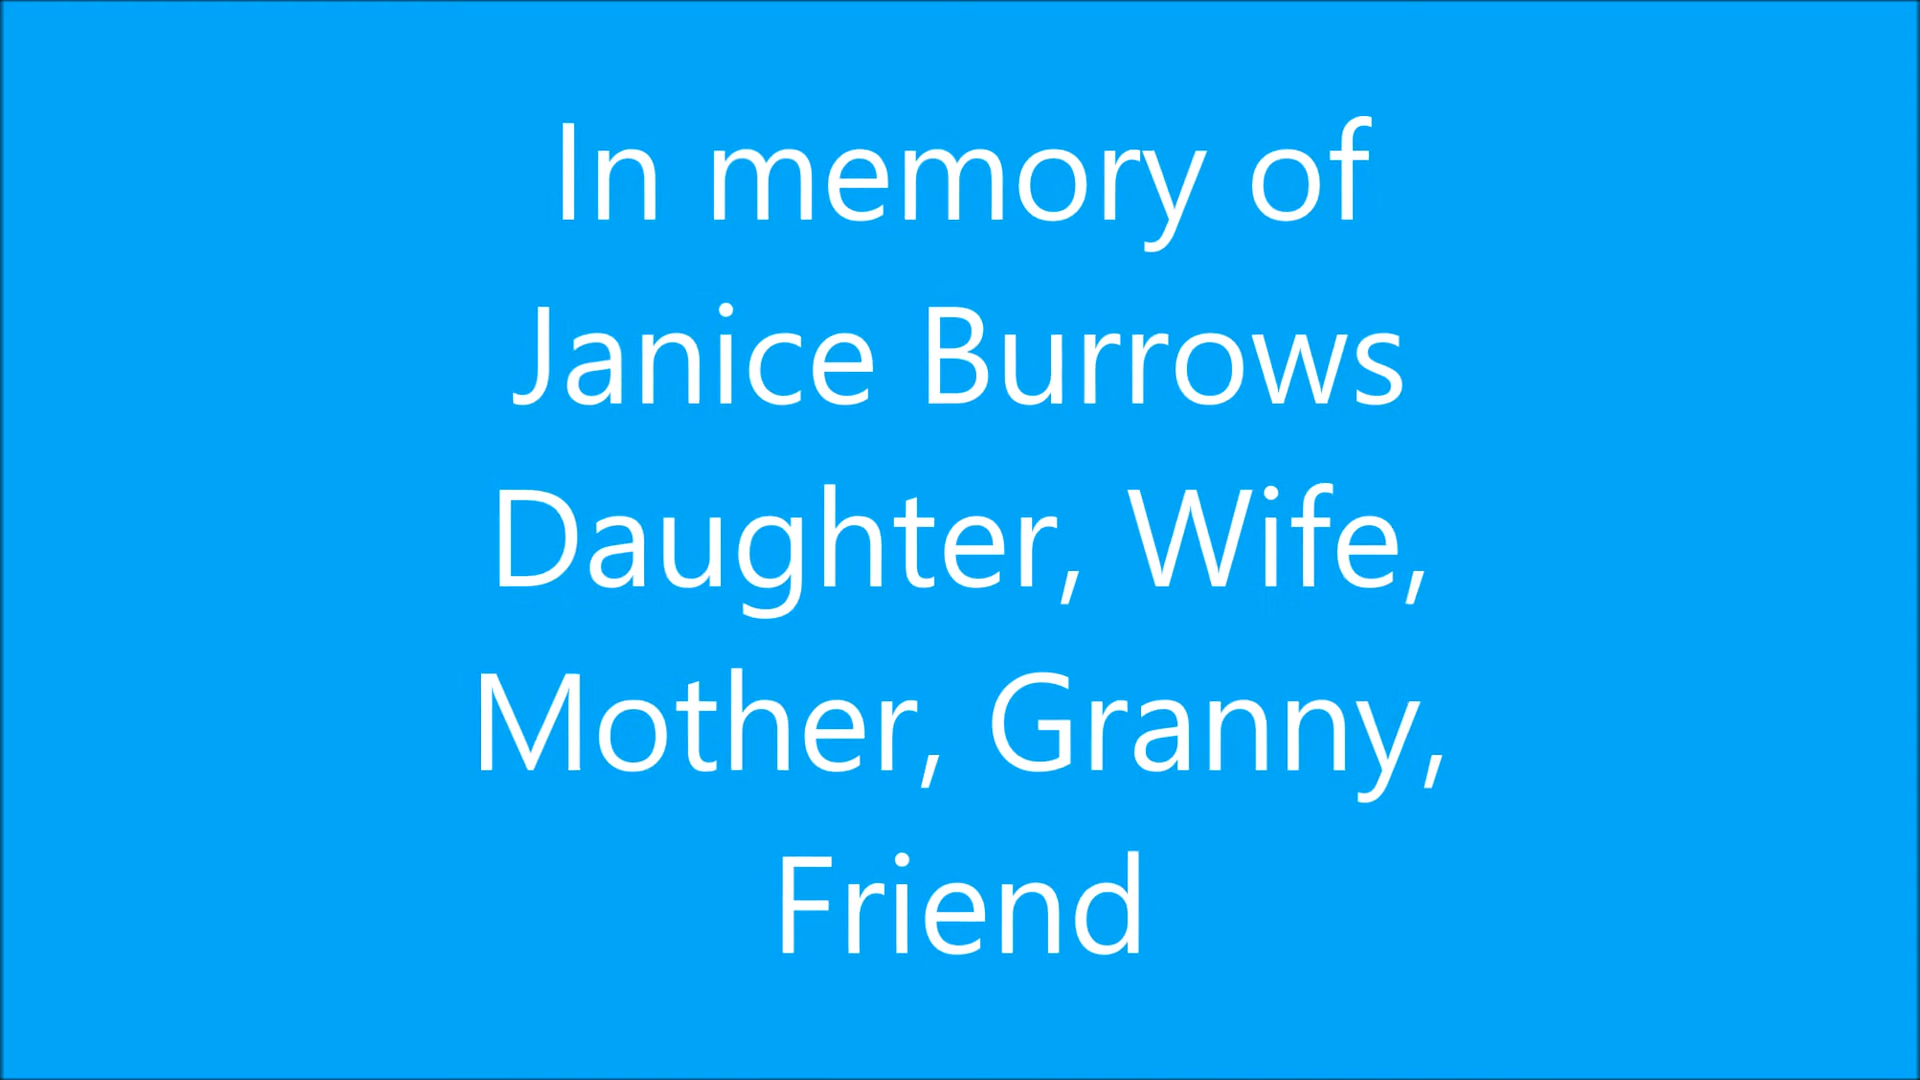 In memory of
Janice Burrows
Daughter, Wife,
Mother, Granny,
Friend